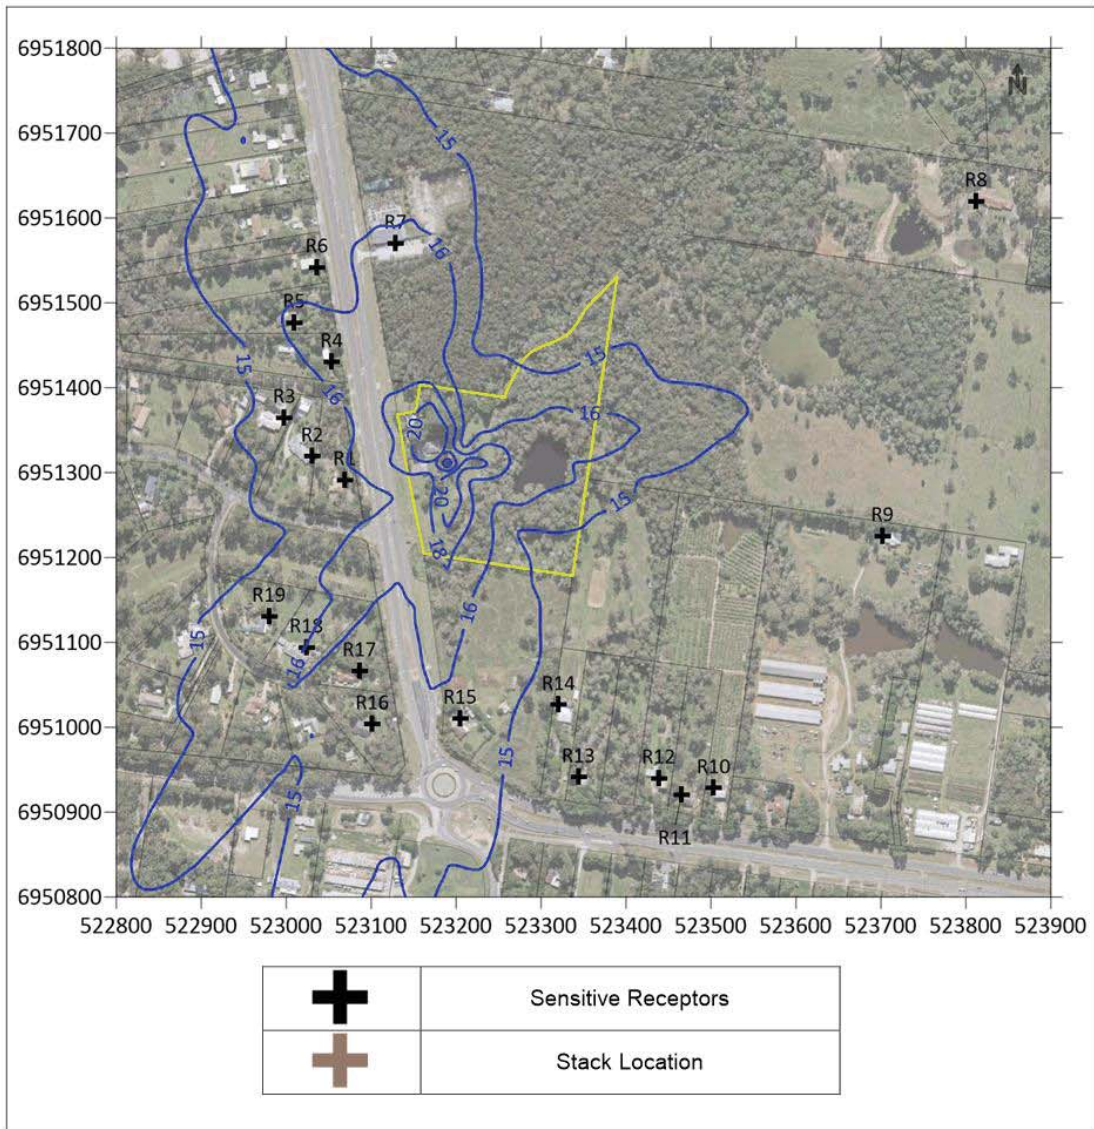 6951800
N
15
6951700
R8
6951600
R7
16
R6
6951500
R5
R4
15
15
6951400
16
R3
16
20
R2
R1
6951300
20
15
R9
18
6951200
R19
16
R18
15
6951100
R17
16
R16
R15
R14
6951000
15
R13
R12
R10
15
6950900
R11
6950800
522800 522900 523000 523100 523200 523300 523400 523500 523600 523700 523800 523900
Sensitive Receptors
Stack Location